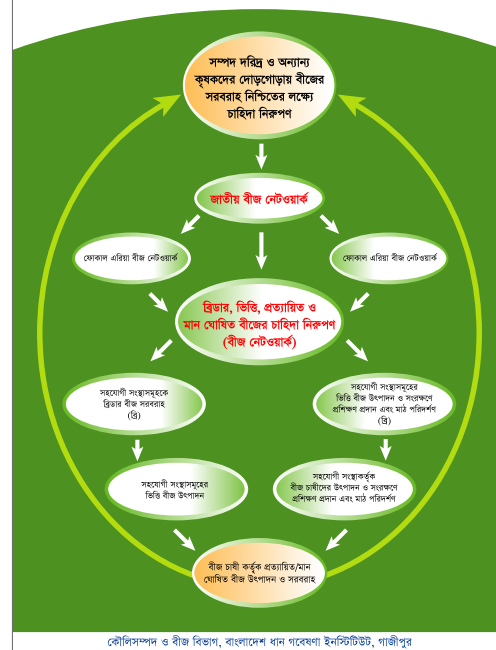 সম্পদ দরিদ্র ও অন্যান্য
কৃষকদের দোড়গোড়ায় বীজের
সরবরাহ নিশ্চিতের লক্ষ্যে
চাহিদা নিরুপণ
জাতীয় বীজ নেটওয়ার্ক
ফোকাল এরিয়া বীজ নেটওয়ার্ক
ফোকাল এরিয়া বীজ নেটওয়ার্ক
ব্রিডার, ভিত্তি, প্রত্যায়িত ও
মান ঘোষিত বীজের চাহিদা নিরূপণ
(বীজ নেটওয়ার্ক)
সহযোগী সংস্থাসমূহকে
ব্রিডার বীজ সরবরাহ
(ব্রি)
সহযোগী সংস্থাসমূহের
ভিত্তি বীজ উৎপাদন ও সংরক্ষণে
প্রশিক্ষণ প্রদান এবং মাঠ পরিদর্শণ
(ব্রি)
সহযোগী সংস্থাসমূহের
ভিত্তি বীজ উৎপাদন
সহযোগী সংস্থাকর্তৃক
বীজ চাষীদের উৎপাদন ও সংরক্ষণে
প্রশিক্ষণ প্রদান এবং মাঠ পরিদর্শণ
বীজ চাষী কর্তৃক প্রত্যায়িত/মান
ঘোষিত বীজ উৎপাদন ও সরবরাহ
কৌলিসম্পদ ও বীজ বিভাগ, বাংলাদেশ ধান গবেষণা ইনস্টিটিউট, গাজীপুর